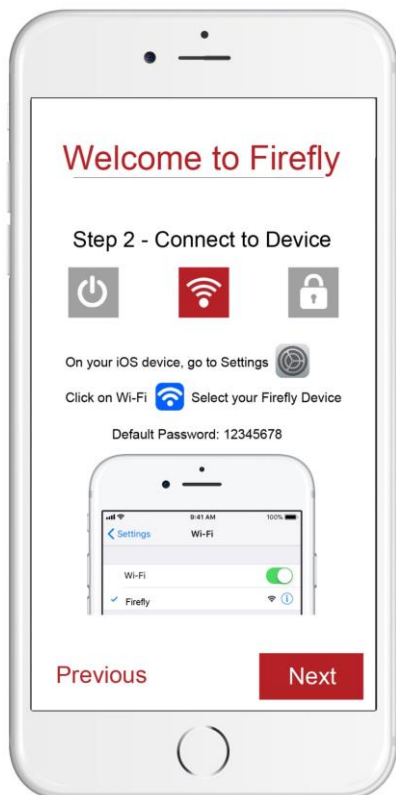 Welcome to Firefly
Step 2 - Connect to Device
On your iOS device, go to Settings
Click on Wi-Fi Select your Firefly Device
Default Password: 12345678
9:41 AM 100%
Settings Wi-Fi
Wi-Fi
Firefly
Previous Next